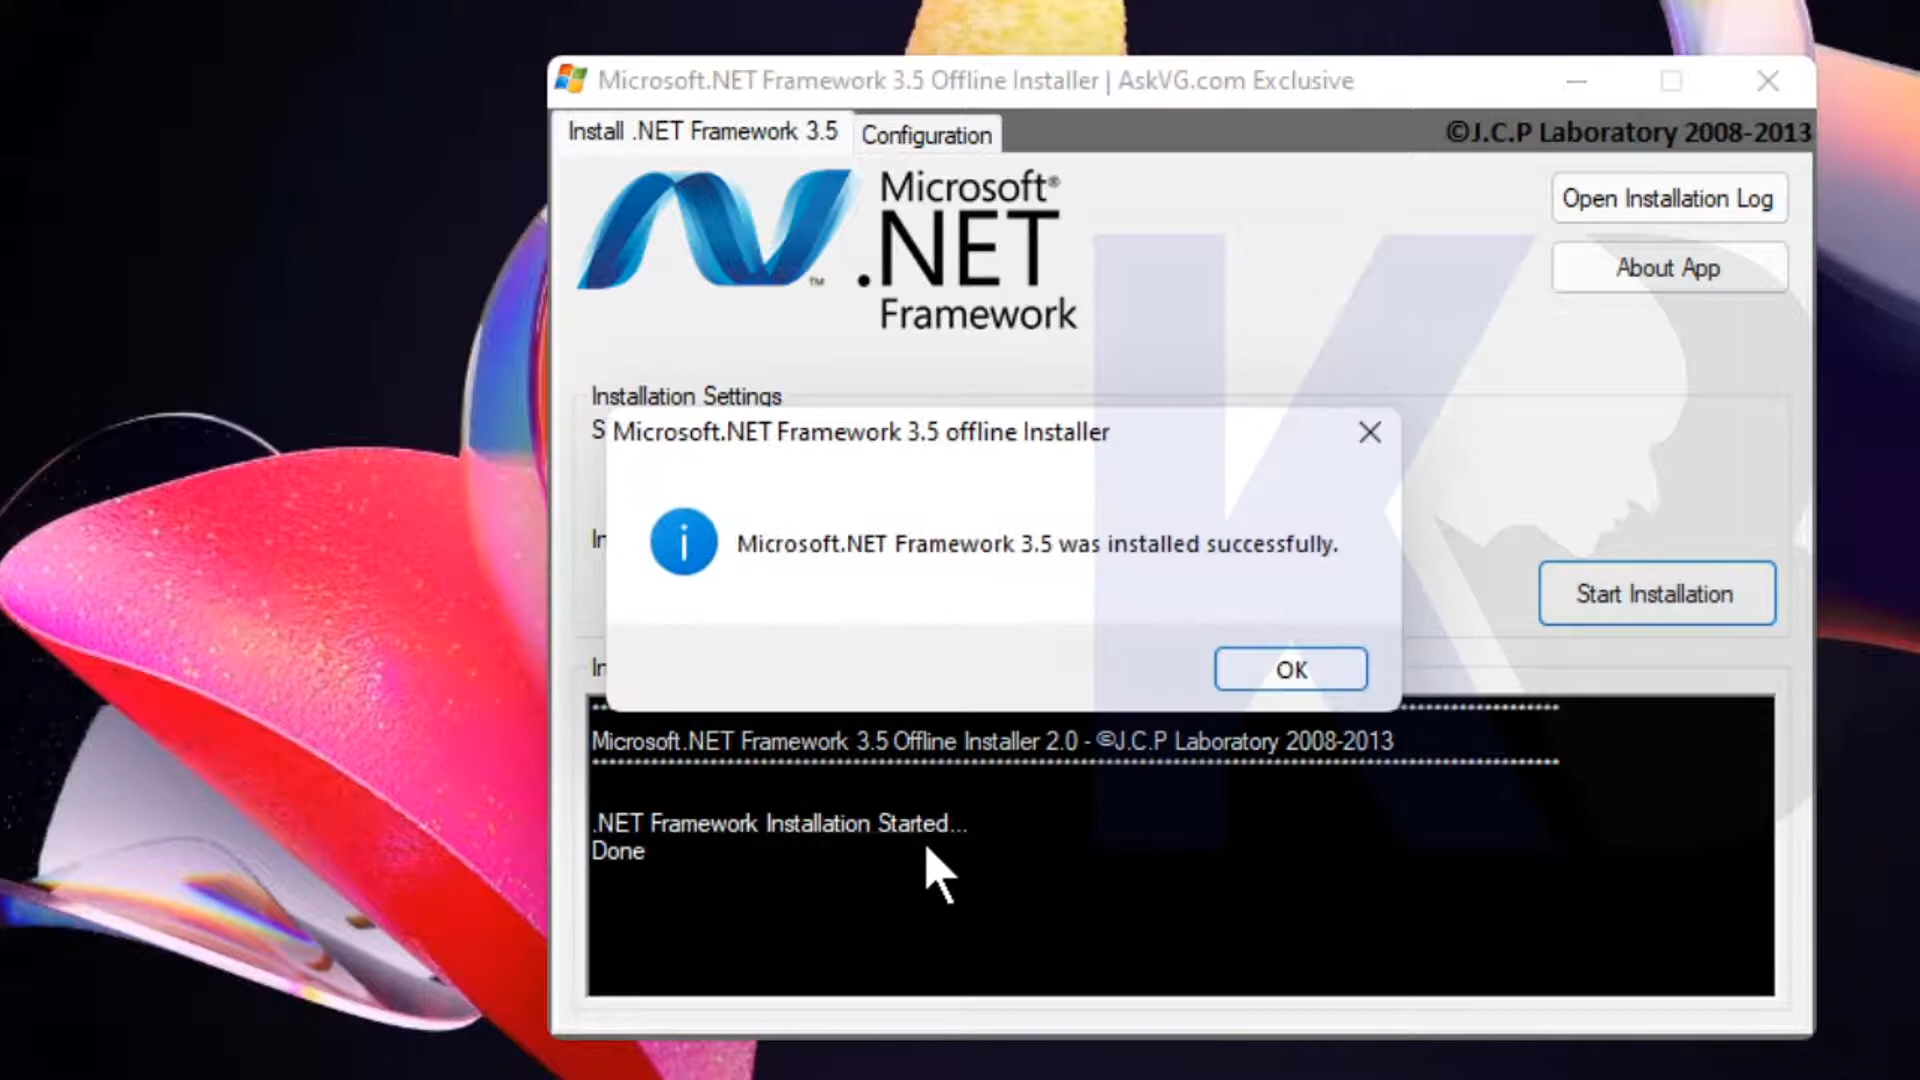 Microsoft.NET Framework 3.5 Offline Installer | AskVG.com Exclusive
Install .NET Framework 3.5
Configuration
©J.C.P Laboratory 2008-2013
Microsoft®
.NET™
Framework
Open Installation Log
About App
Installation Settings
S
Microsoft.NET Framework 3.5 offline Installer
i
Microsoft.NET Framework 3.5 was installed successfully.
In
Start Installation
OK
In
Microsoft.NET Framework 3.5 Offline Installer 2.0 - ©J.C.P Laboratory 2008-2013
.NET Framework Installation Started...
Done
K